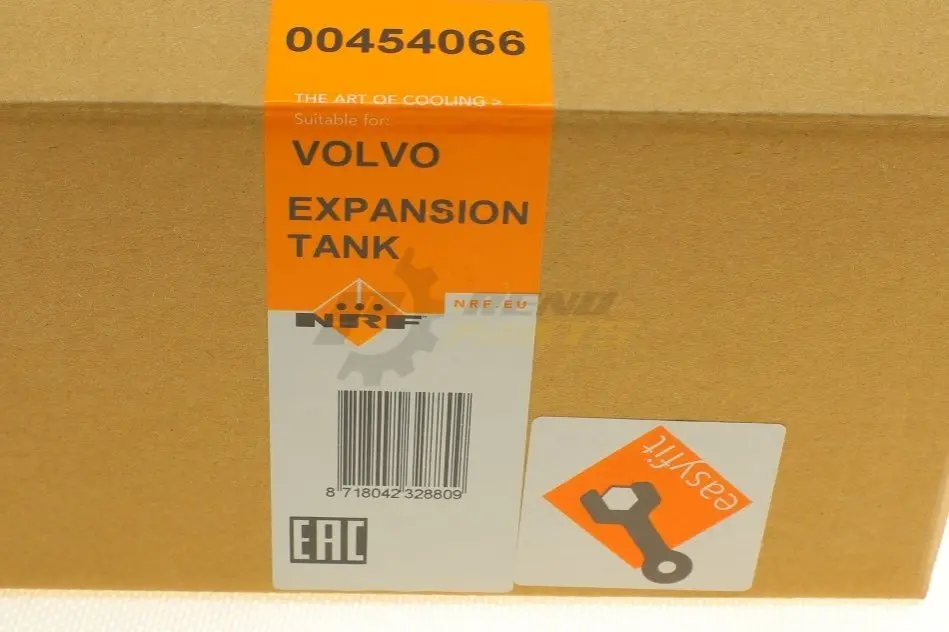 00454066
THE ART OF COOLING >
Suitable for:
VOLVO
EXPANSION
TANK
NRF.EU
NRF
8 718042 328809
EAC
easyfit